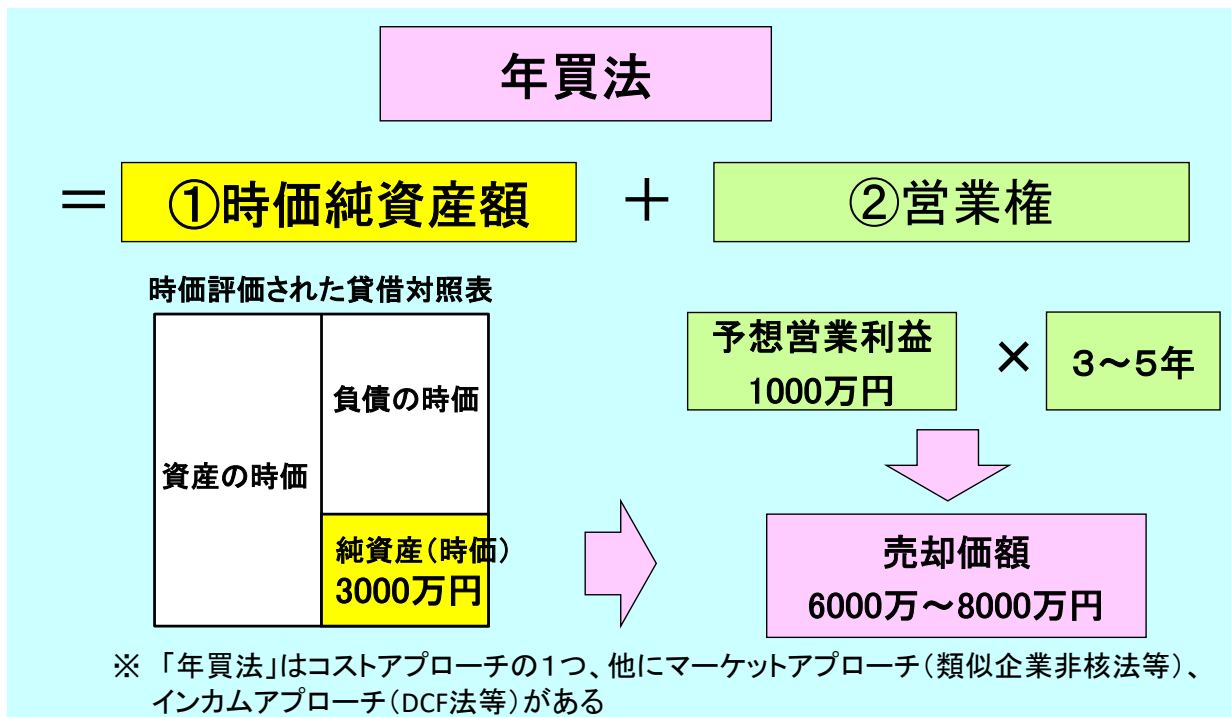 年買法
＝ ①時価純資産額 ＋ ②営業権
時価評価された貸借対照表
資産の時価
負債の時価
純資産（時価）
3000万円
予想営業利益
1000万円
× ３～５年
売却価額
6000万～8000万円
※ 「年買法」はコストアプローチの１つ、他にマーケットアプローチ（類似企業非核法等）、
インカムアプローチ（DCF法等）がある